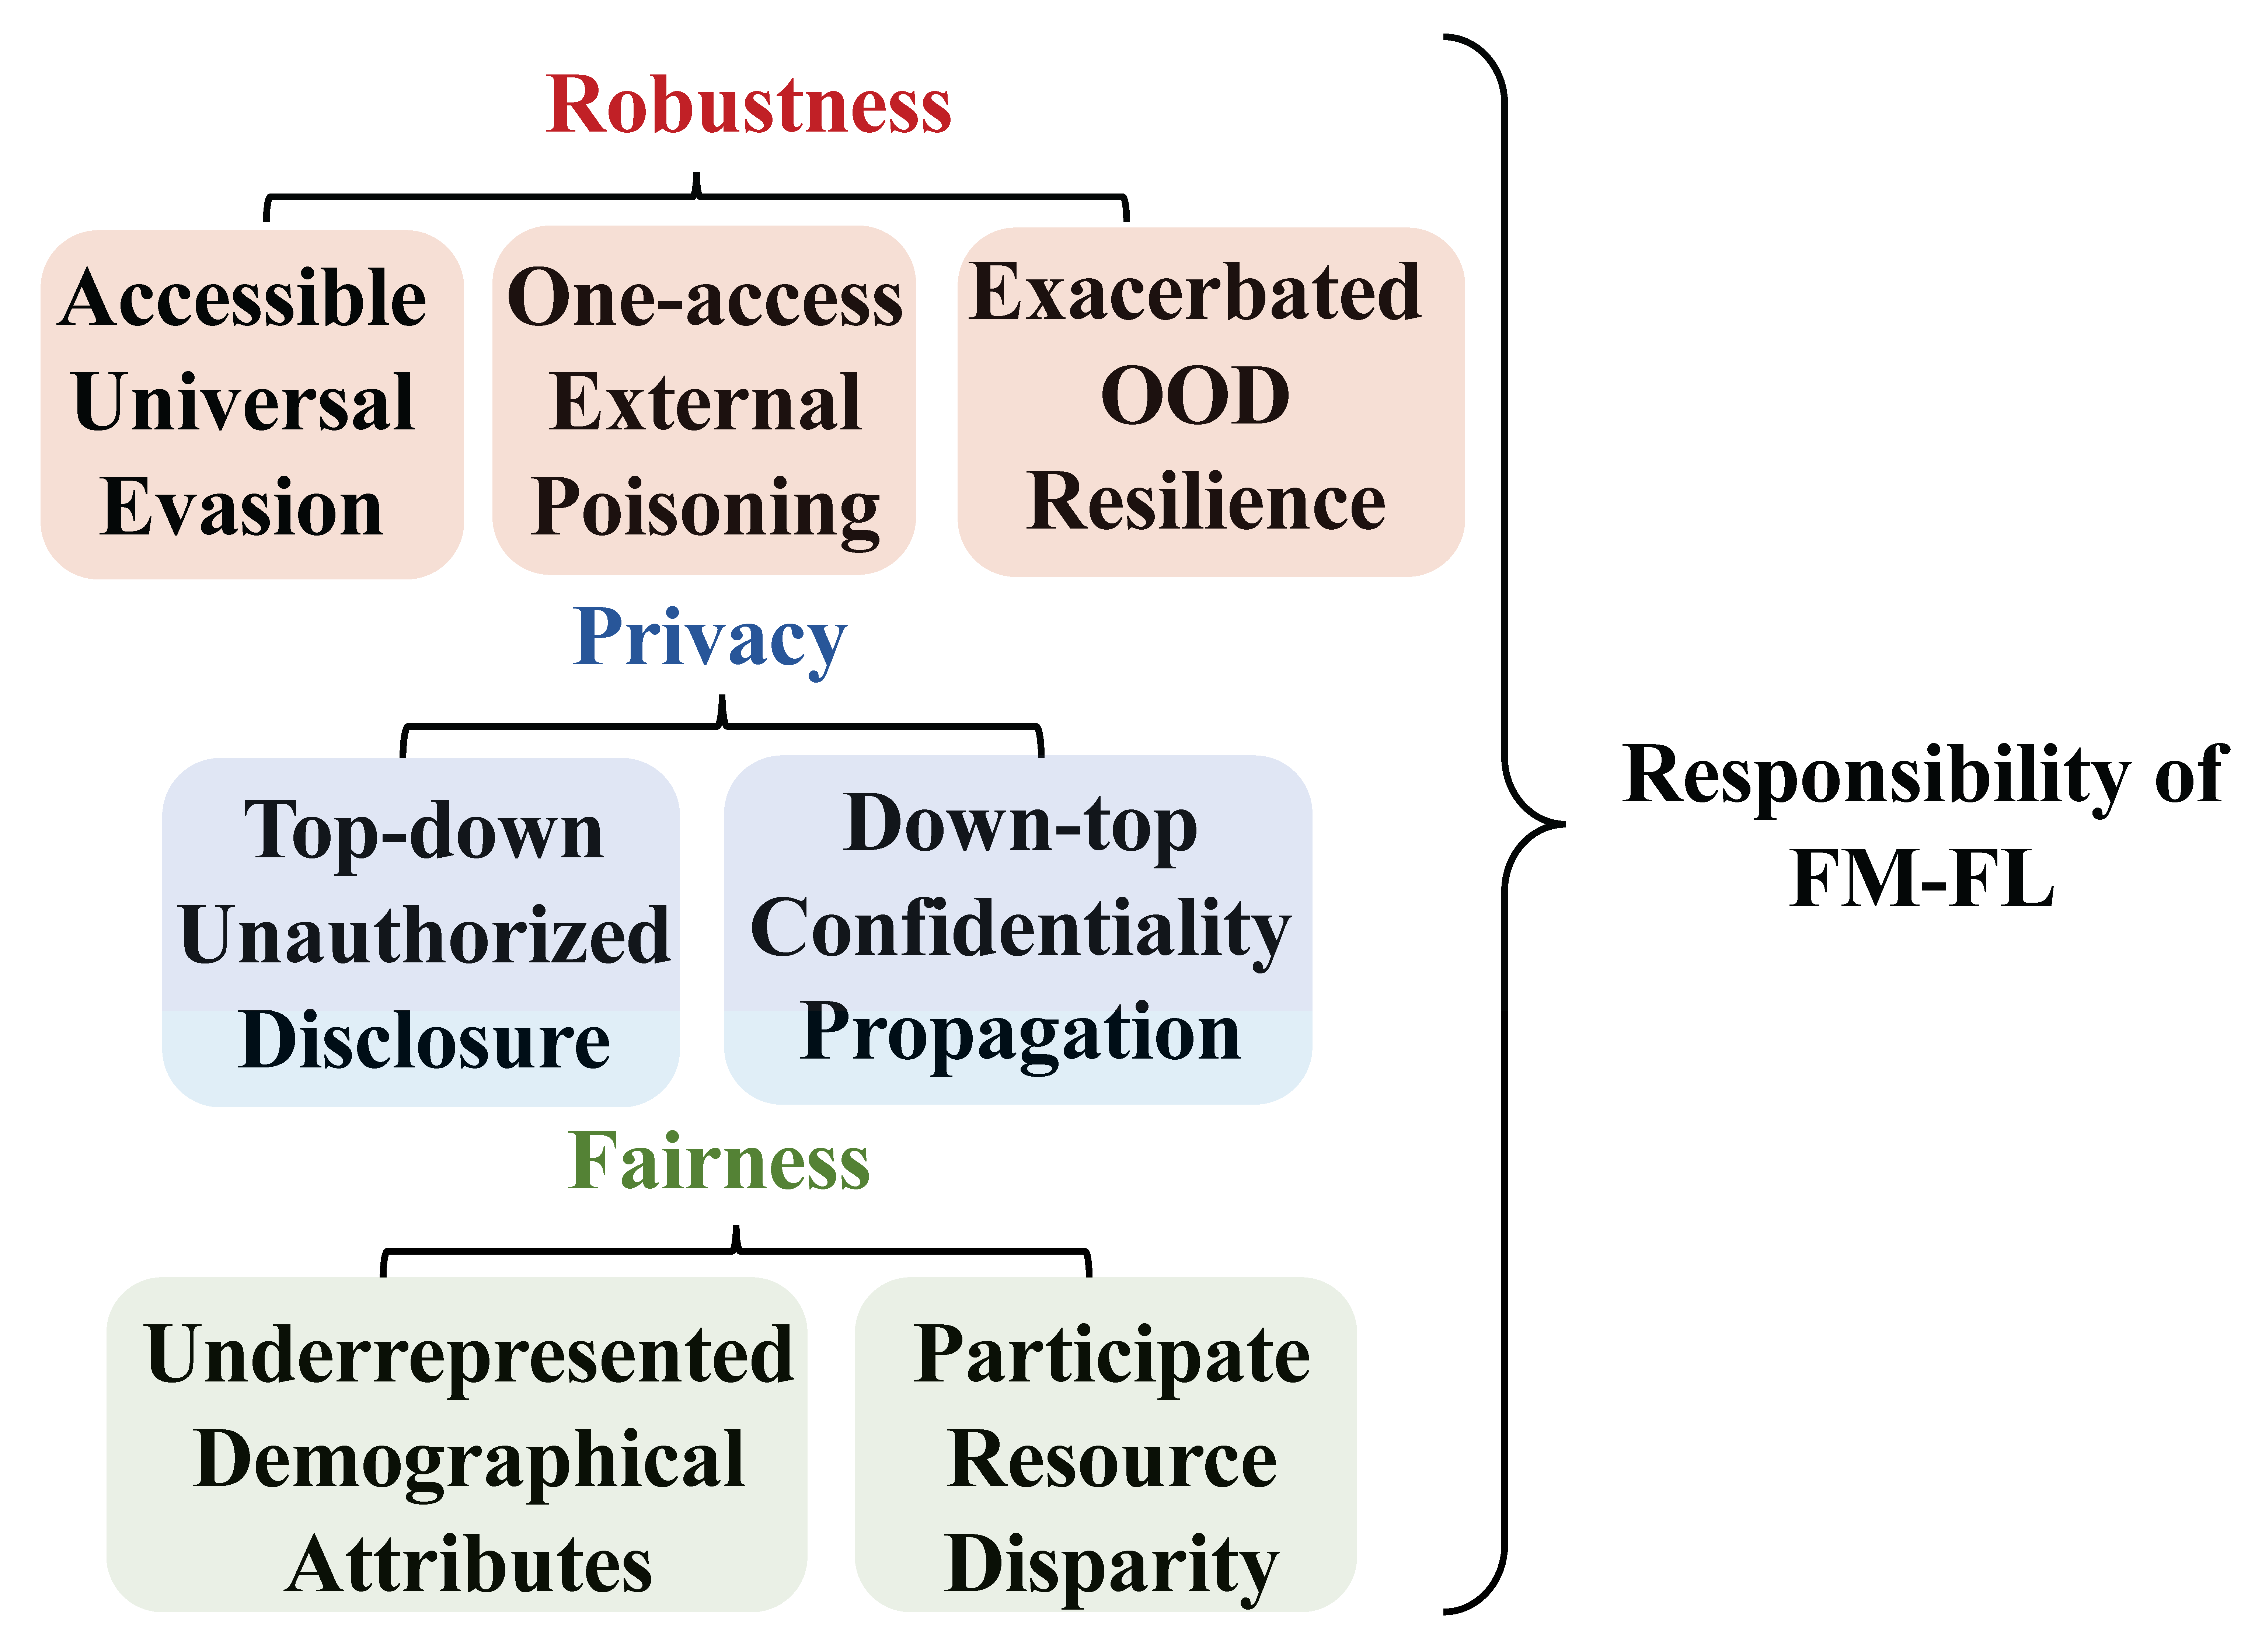 Robustness
Accessible
Universal
Evasion
One-access
External
Poisoning
Exacerbated
OOD
Resilience
Privacy
Top-down
Unauthorized
Disclosure
Down-top
Confidentiality
Propagation
Fairness
Underrepresented
Demographical
Attributes
Participate
Resource
Disparity
Responsibility of
FM-FL